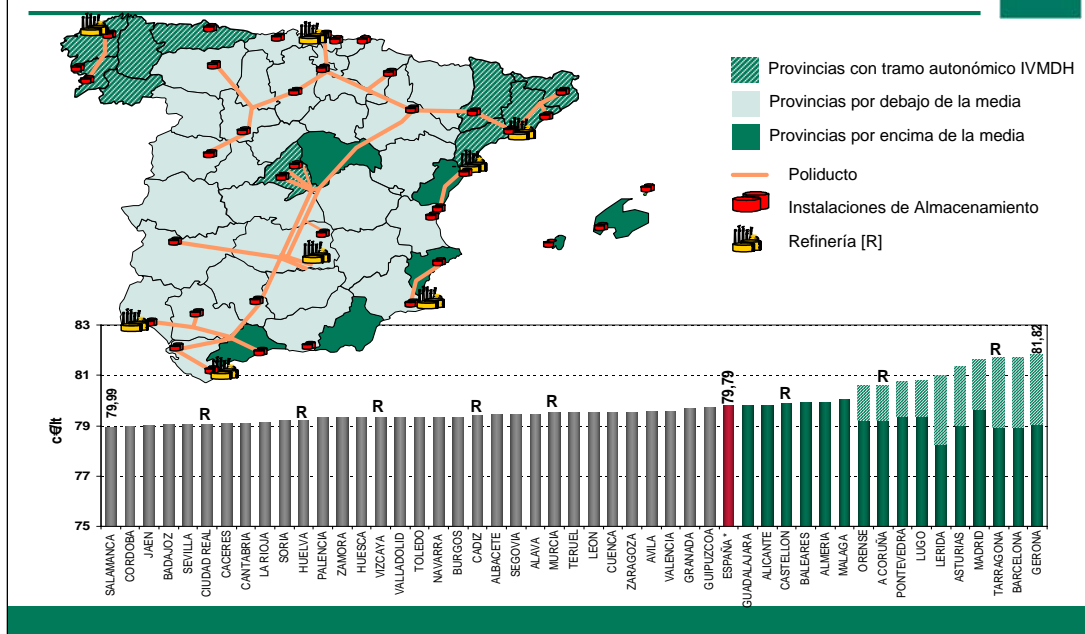 Provincias con tramo autonómico IVMDH
Provincias por debajo de la media
Provincias por encima de la media
Poliducto
Instalaciones de Almacenamiento
Refinería [R]
83
81
79
77
75
c€/lt
79,99
R
R
R
R
R
79,79
R
R
R
81,82
SALAMANCA
CORDOBA
JAEN
BADAJOZ
SEVILLA
CIUDAD REAL
CACERES
CANTABRIA
LA RIOJA
SORIA
HUELVA
PALENCIA
ZAMORA
HUESCA
VIZCAYA
VALLADOLID
TOLEDO
NAVARRA
BURGOS
CADIZ
ALBACETE
SEGOVIA
ALAVA
MURCIA
TERUEL
LEON
CUENCA
ZARAGOZA
AVILA
VALENCIA
GRANADA
GUIPUZCOA
ESPAÑA *
GUADALAJARA
ALICANTE
CASTELLON
BALEARES
ALMERIA
MALAGA
ORENSE
A CORUÑA
PONTEVEDRA
LUGO
LERIDA
ASTURIAS
MADRID
TARRAGONA
BARCELONA
GERONA